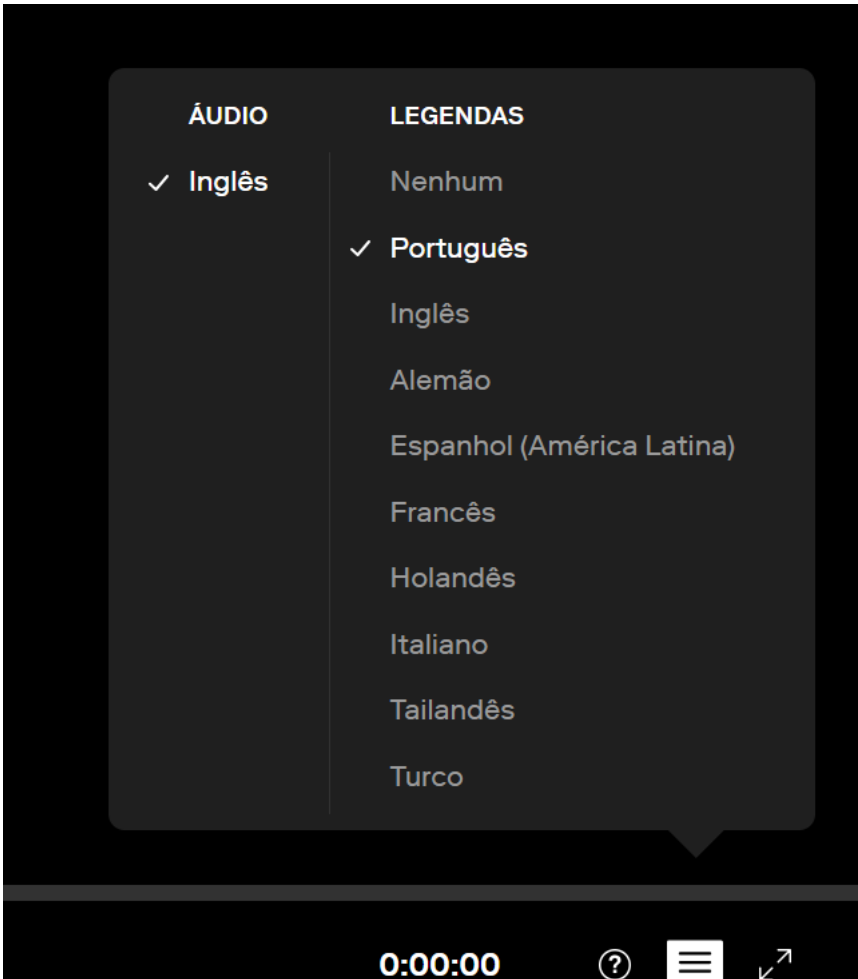 ÁUDIO
Inglês
LEGENDAS
Nenhum
Português
Inglês
Alemão
Espanhol (América Latina)
Francês
Holandês
Italiano
Tailandês
Turco
0:00:00
?